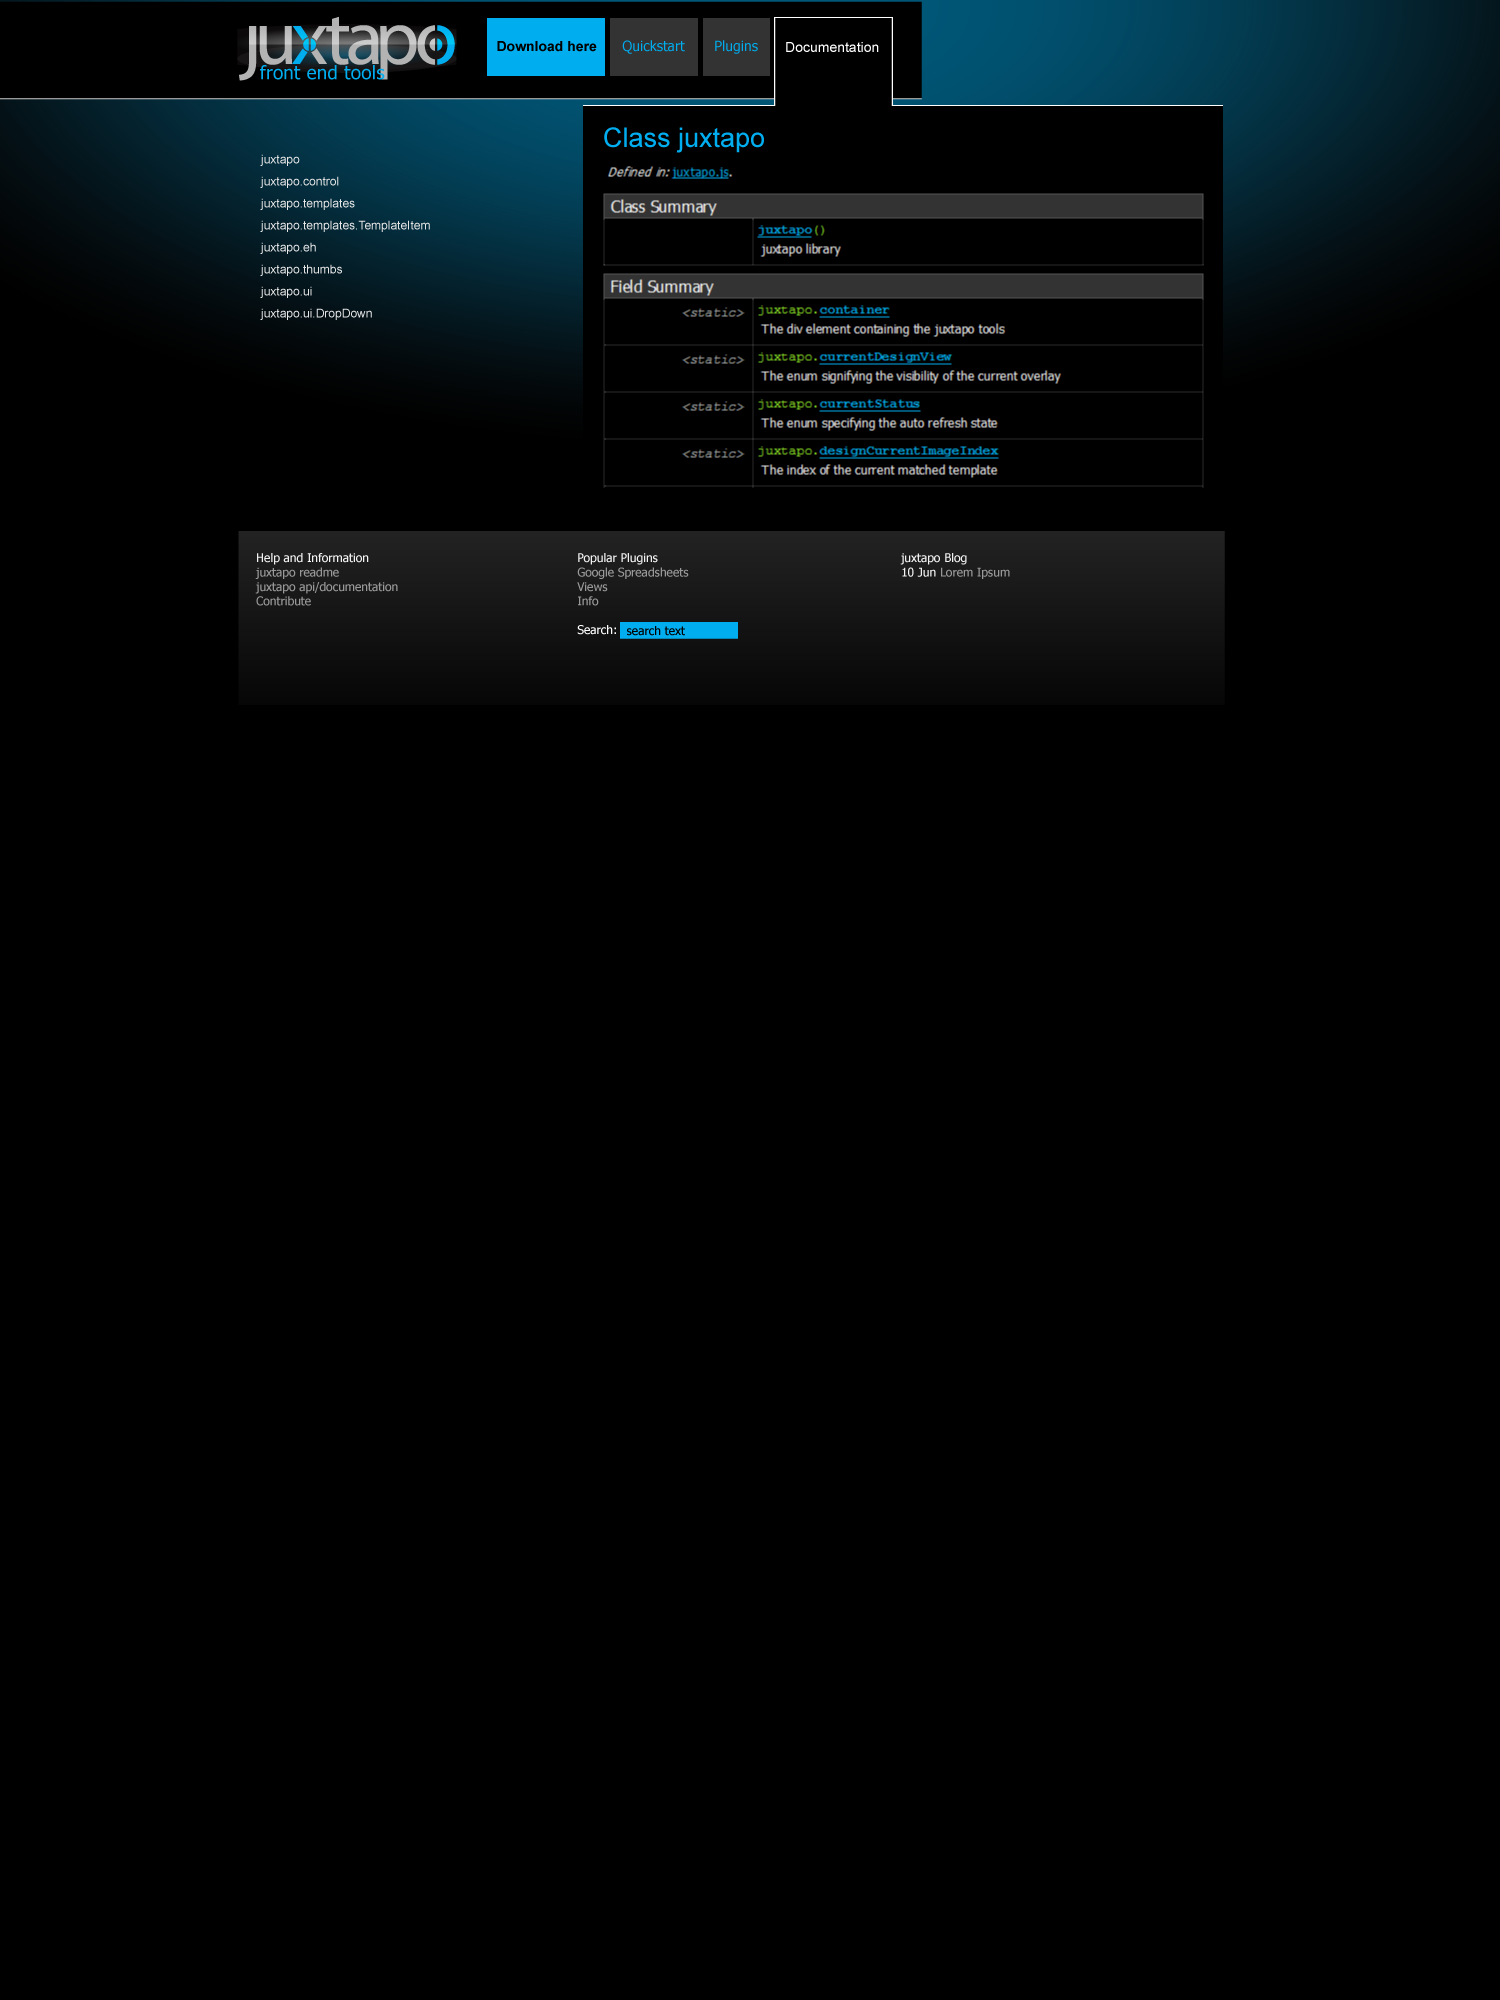 juxtapo
front end tools
Download here
Quickstart
Plugins
Documentation
juxtapo
juxtapo.control
juxtapo.templates
juxtapo.templates.TemplateItem
juxtapo.eh
juxtapo.thumbs
juxtapo.ui
juxtapo.ui.DropDown
Class juxtapo
Defined in: juxtapo.js.
Class Summary
juxtapo()
juxtapo library
Field Summary
<static> juxtapo.container
The div element containing the juxtapo tools
<static> juxtapo.currentDesignView
The enum signifying the visibility of the current overlay
<static> juxtapo.currentStatus
The enum specifying the auto refresh state
<static> juxtapo.designCurrentImageIndex
The index of the current matched template
Help and Information
juxtapo readme
juxtapo api/documentation
Contribute
Popular Plugins
Google Spreadsheets
Views
Info
Search: search text
juxtapo Blog
10 Jun Lorem Ipsum